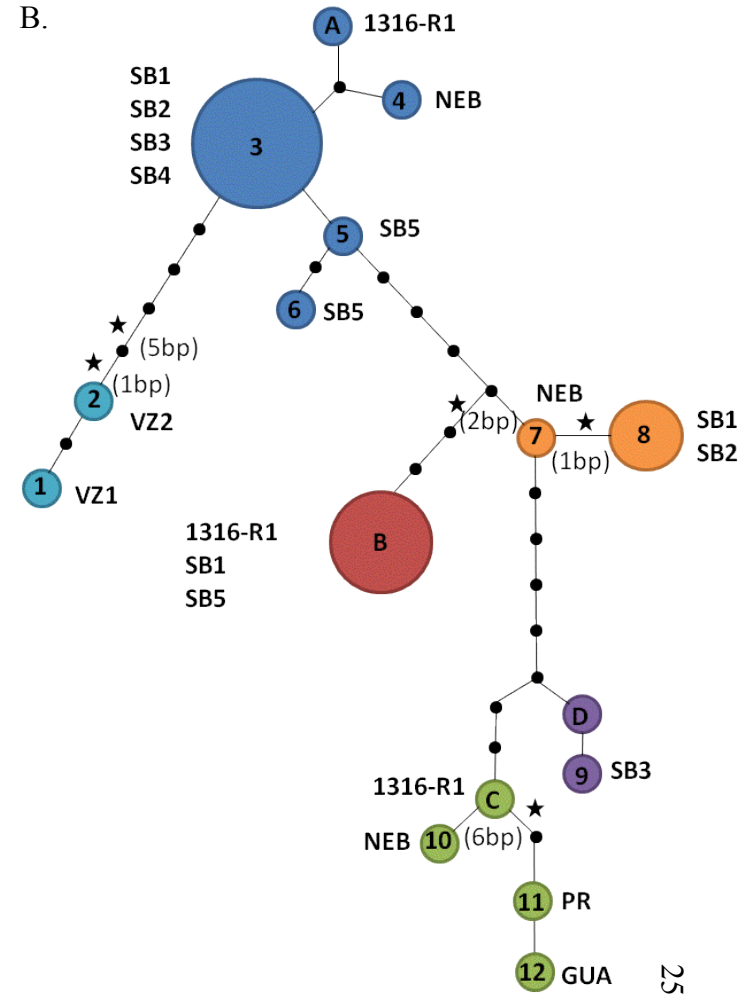 B.
A 1316-R1
4 NEB
SB1
SB2
SB3
SB4
3
5 SB5
6 SB5
(5bp)
(1bp)
2
VZ2
1 VZ1
NEB
(2bp)
7
(1bp)
8
SB1
SB2
1316-R1
SB1
SB5
B
D
9 SB3
1316-R1
C
NEB 10 (6bp)
11 PR
12 GUA
25